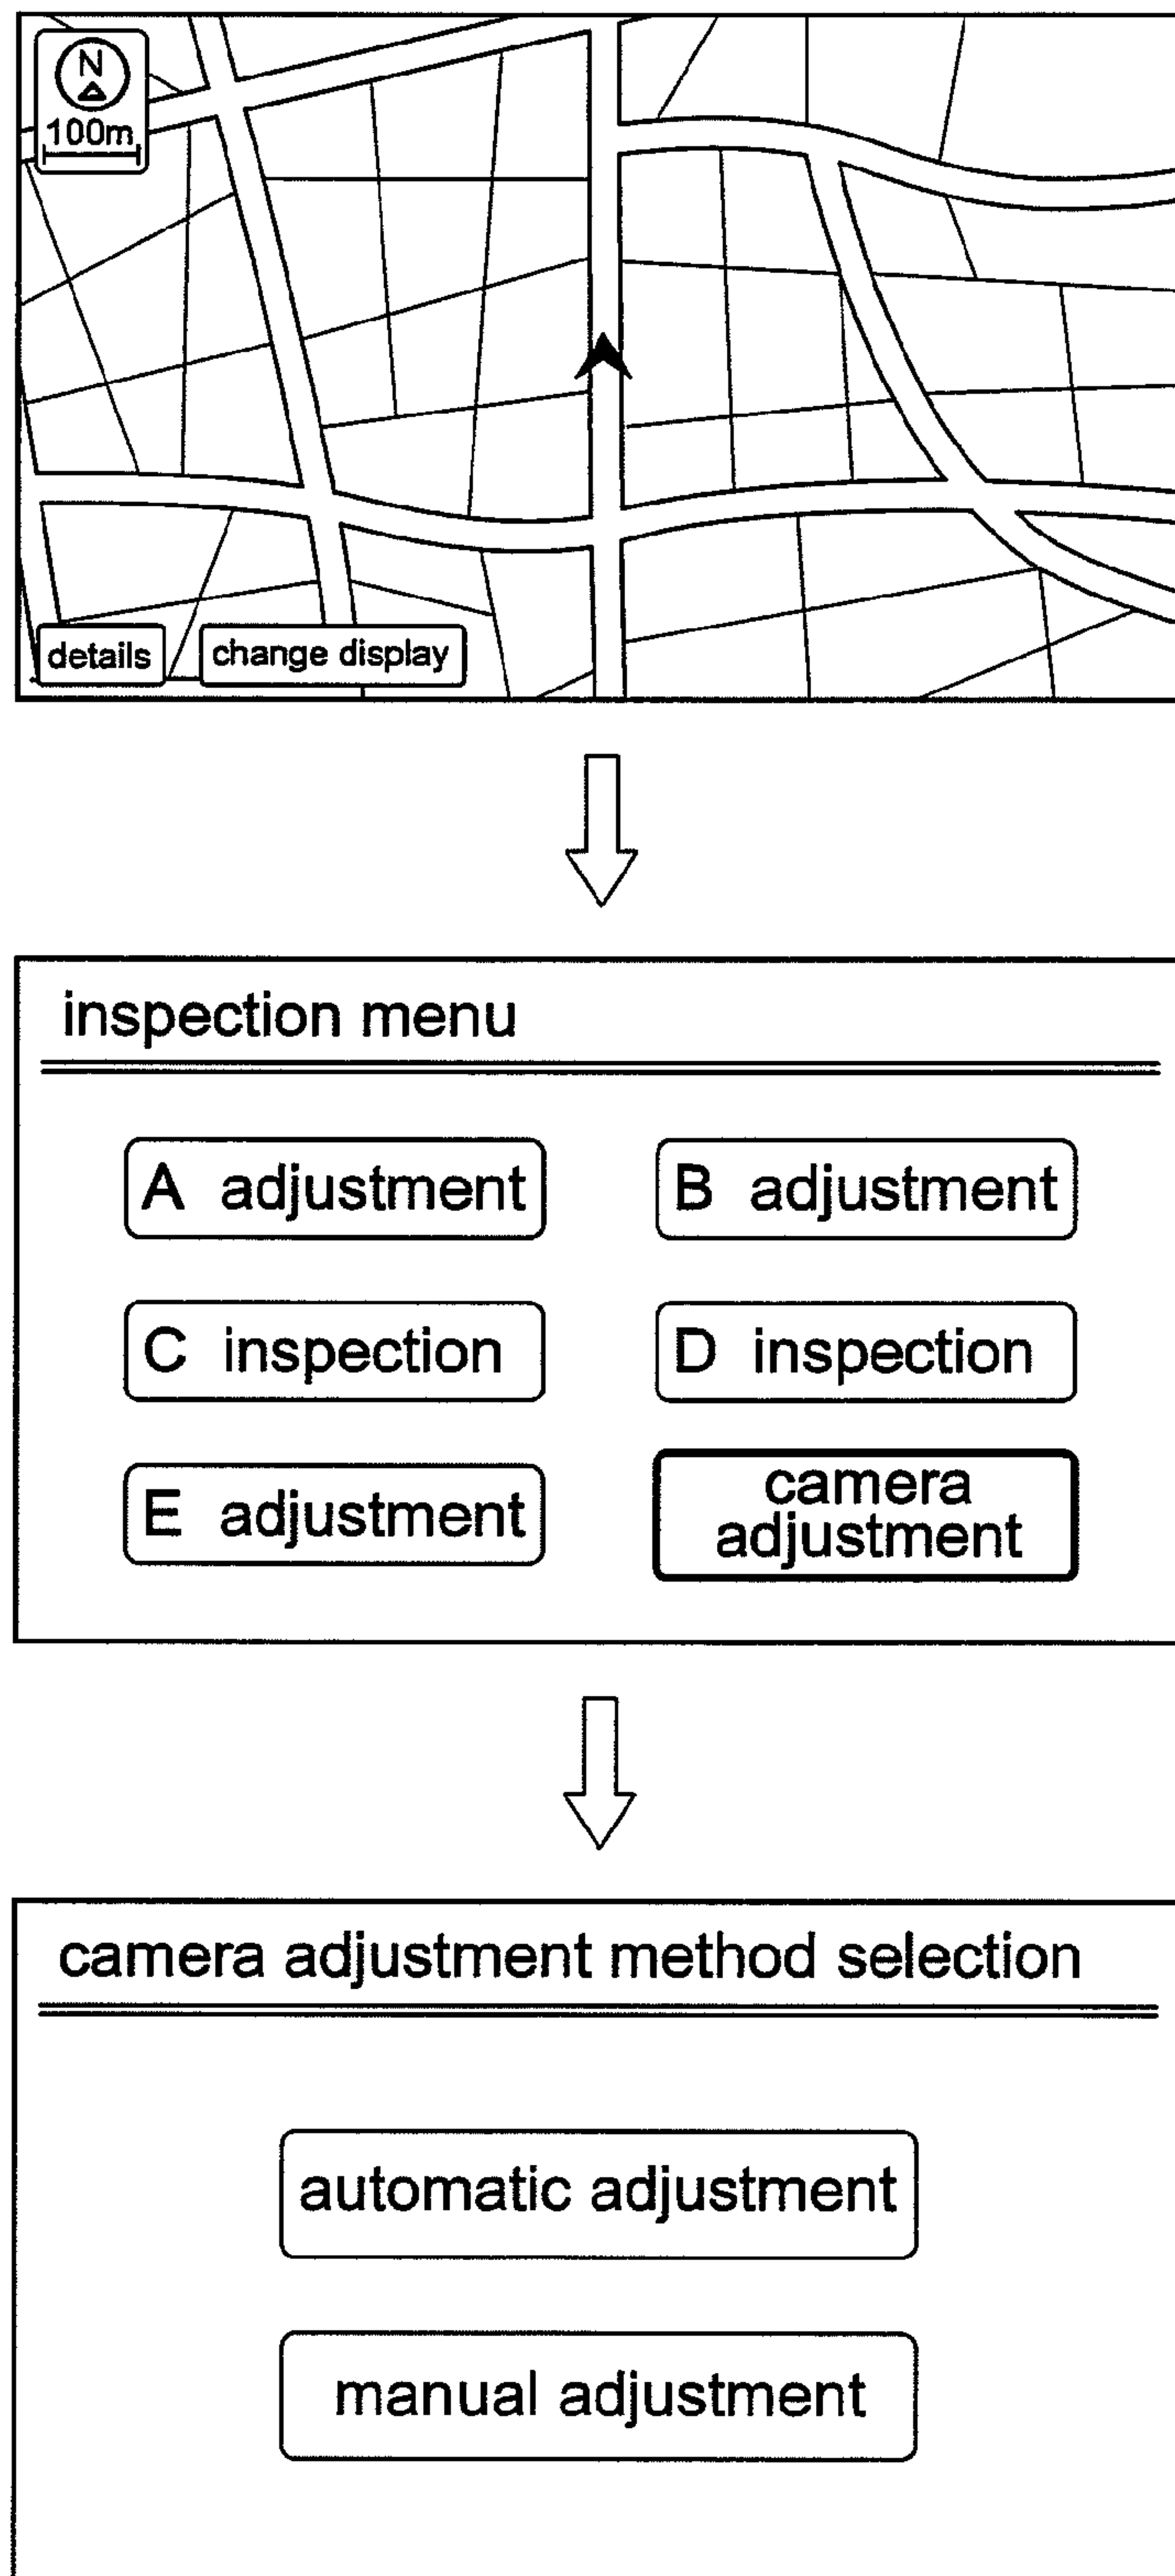 N
100m
details
change display
inspection menu
A adjustment
B adjustment
C inspection
D inspection
E adjustment
camera
adjustment
camera adjustment method selection
automatic adjustment
manual adjustment